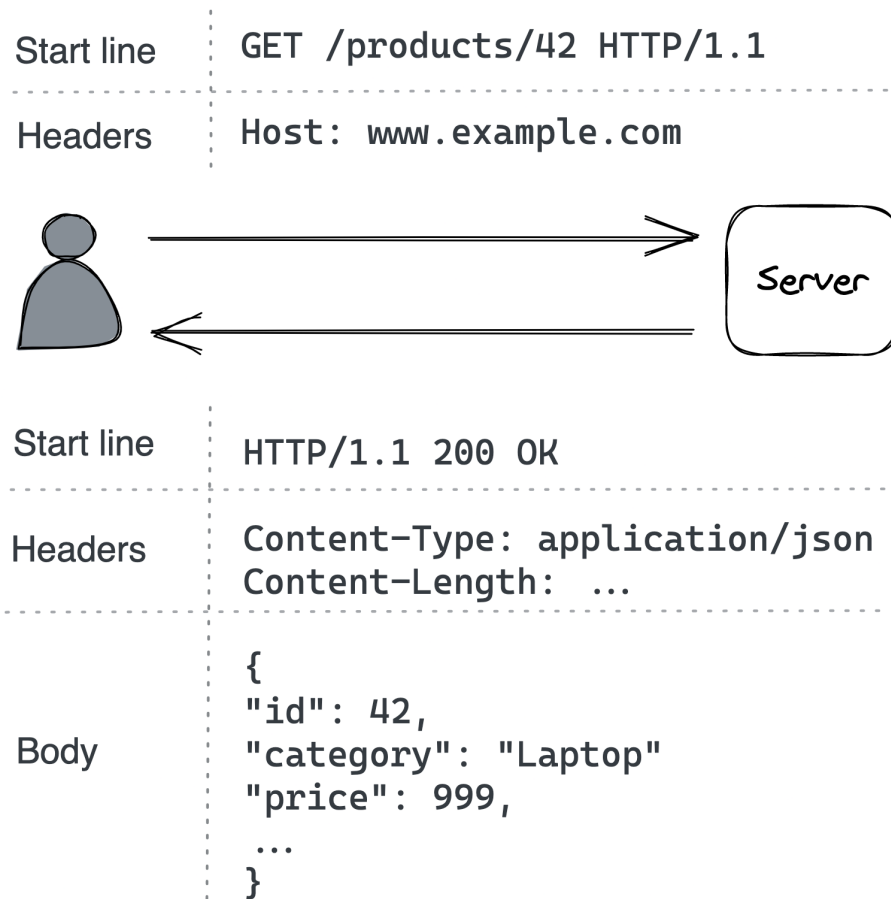 Start line
GET /products/42 HTTP/1.1
Headers
Host: www.example.com
Server
Start line
HTTP/1.1 200 OK
Headers
Content-Type: application/json
Content-Length: ...
Body
{
"id": 42,
"category": "Laptop"
"price": 999,
...
}